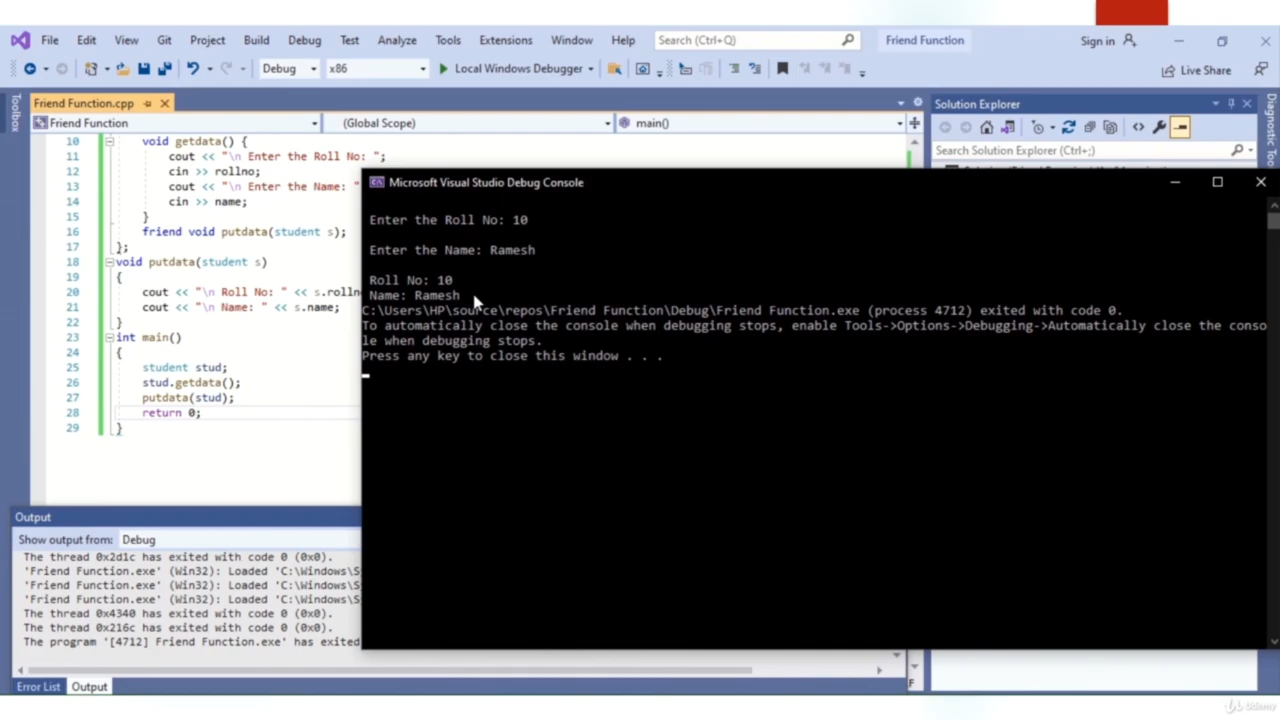 File Edit View Git Project Build Debug Test Analyze Tools Extensions Window Help Search (Ctrl+Q) Friend Function Sign in
Debug x86 Local Windows Debugger Live Share
Toolbox
Friend Function.cpp
Friend Function (Global Scope) main()
10 void getdata() {
11 cout << "\n Enter the Roll No: ";
12 cin >> rollno;
13 cout << "\n Enter the Name: "
14 cin >> name;
15 }
16 friend void putdata(student s);
17 };
18 void putdata(student s)
19 {
20 cout << "\n Roll No: " << s.rolln
21 cout << "\n Name: " << s.name;
22 }
23 int main()
24 {
25 student stud;
26 stud.getdata();
27 putdata(stud);
28 return 0;
29 }
Solution Explorer
Search Solution Explorer (Ctrl+;)
Diagnostic Too
Microsoft Visual Studio Debug Console
Enter the Roll No: 10
Enter the Name: Ramesh
Roll No: 10
Name: Ramesh
C:\Users\HP\source\repos\Friend Function\Debug\Friend Function.exe (process 4712) exited with code 0.
To automatically close the console when debugging stops, enable Tools->Options->Debugging->Automatically close the conso
le when debugging stops.
Press any key to close this window . . .
Output
Show output from: Debug
The thread 0x2d1c has exited with code 0 (0x0).
'Friend Function.exe' (Win32): Loaded 'C:\Windows\S
'Friend Function.exe' (Win32): Loaded 'C:\Windows\S
'Friend Function.exe' (Win32): Loaded 'C:\Windows\S
The thread 0x4340 has exited with code 0 (0x0).
The thread 0x216c has exited with code 0 (0x0).
The program '[4712] Friend Function.exe' has exited
Error List Output
F
Udemy